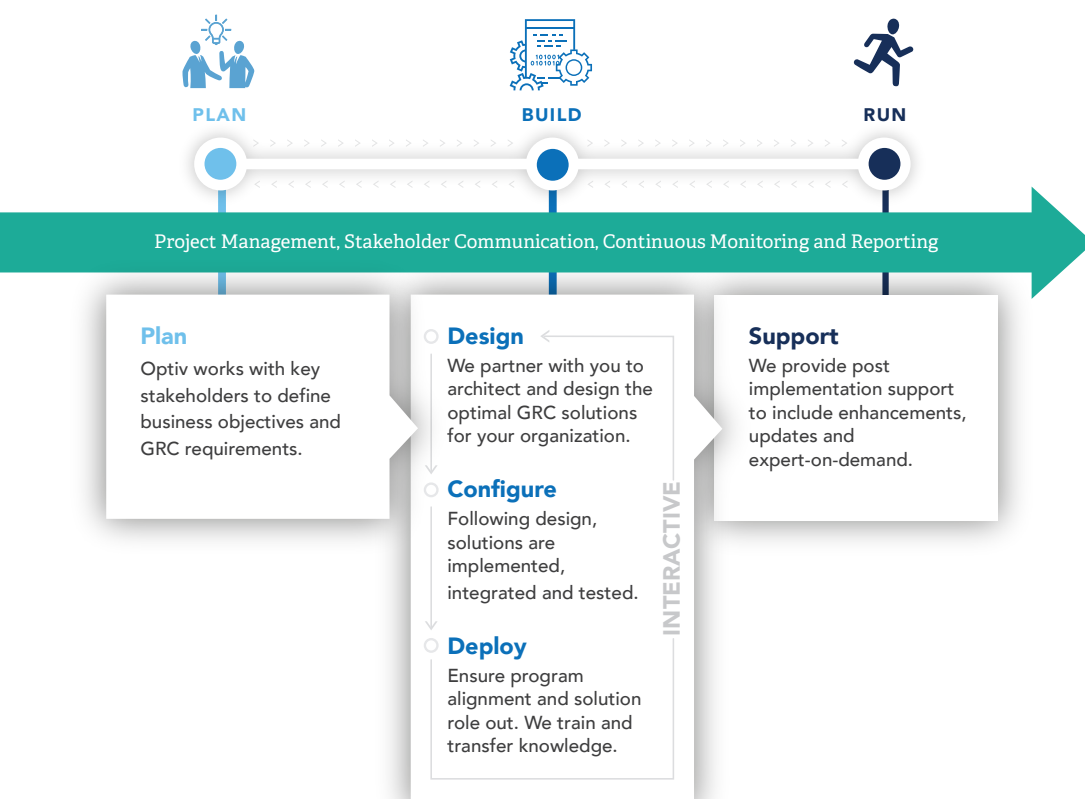 PLAN
BUILD
RUN
101001
010101
Project Management, Stakeholder Communication, Continuous Monitoring and Reporting
Plan
Optiv works with key
stakeholders to define
business objectives and
GRC requirements.
Design
We partner with you to
architect and design the
optimal GRC solutions
for your organization.
Configure
Following design,
solutions are
implemented,
integrated and tested.
Deploy
Ensure program
alignment and solution
role out. We train and
transfer knowledge.
INTERACTIVE
Support
We provide post
implementation support
to include enhancements,
updates and
expert-on-demand.